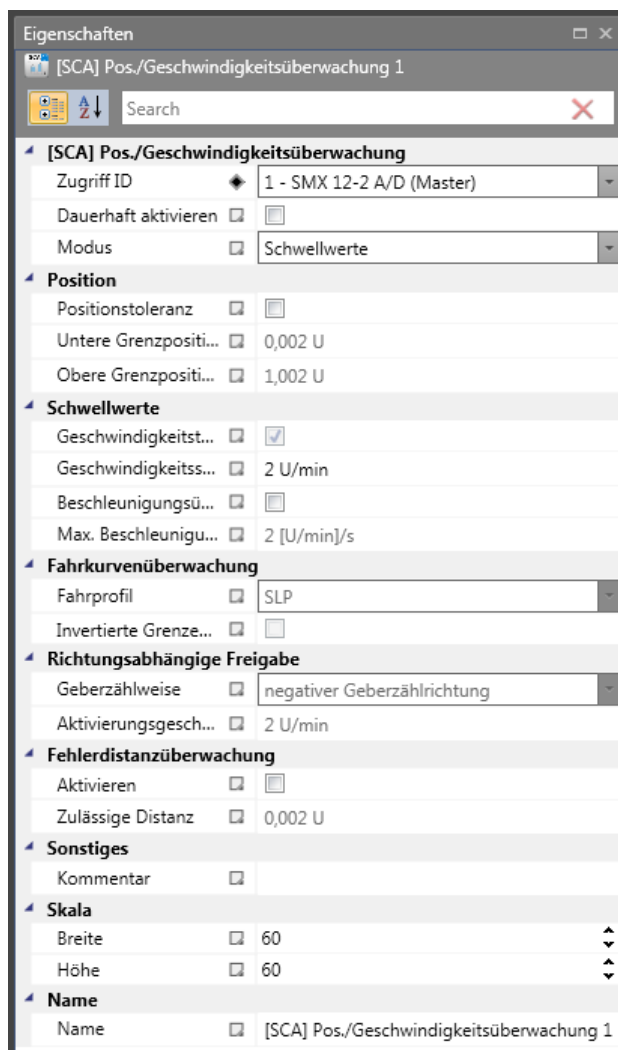 Eigenschaften
[SCA] Pos./Geschwindigkeitsüberwachung 1
Search
[SCA] Pos./Geschwindigkeitsüberwachung
Zugriff ID 1 - SMX 12-2 A/D (Master)
Dauerhaft aktivieren
Modus Schwellwerte
Position
Positionstoleranz
Untere Grenzpositi... 0,002 U
Obere Grenzpositi... 1,002 U
Schwellwerte
Geschwindigkeitst...
Geschwindigkeitss... 2 U/min
Beschleunigungsü...
Max. Beschleunigu... 2 [U/min]/s
Fahrkurvenüberwachung
Fahrprofil SLP
Invertierte Grenze...
Richtungsabhängige Freigabe
Geberzählweise negativer Geberzählrichtung
Aktivierungsgesch... 2 U/min
Fehlerdistanzüberwachung
Aktivieren
Zulässige Distanz 0,002 U
Sonstiges
Kommentar
Skala
Breite 60
Höhe 60
Name
Name [SCA] Pos./Geschwindigkeitsüberwachung 1